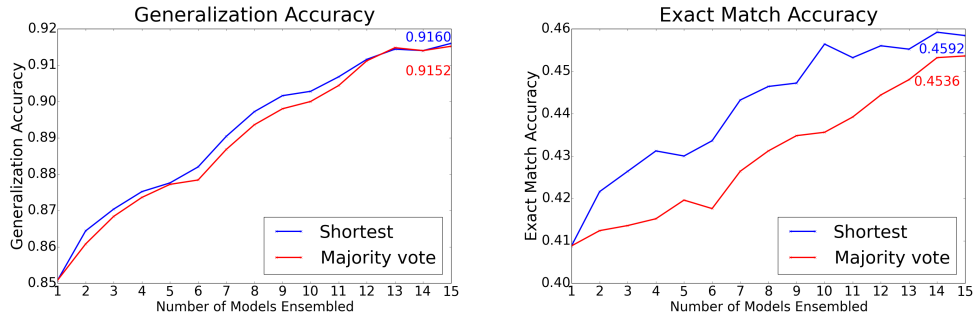 Generalization Accuracy
Generalization Accuracy
0.92
0.91
0.90
0.89
0.88
0.87
0.86
0.85
0.9160
0.9152
Shortest
Majority vote
1 2 3 4 5 6 7 8 9 10 11 12 13 14 15
Number of Models Ensembled
Exact Match Accuracy
Exact Match Accuracy
0.46
0.45
0.44
0.43
0.42
0.41
0.40
0.4592
0.4536
Shortest
Majority vote
1 2 3 4 5 6 7 8 9 10 11 12 13 14 15
Number of Models Ensembled